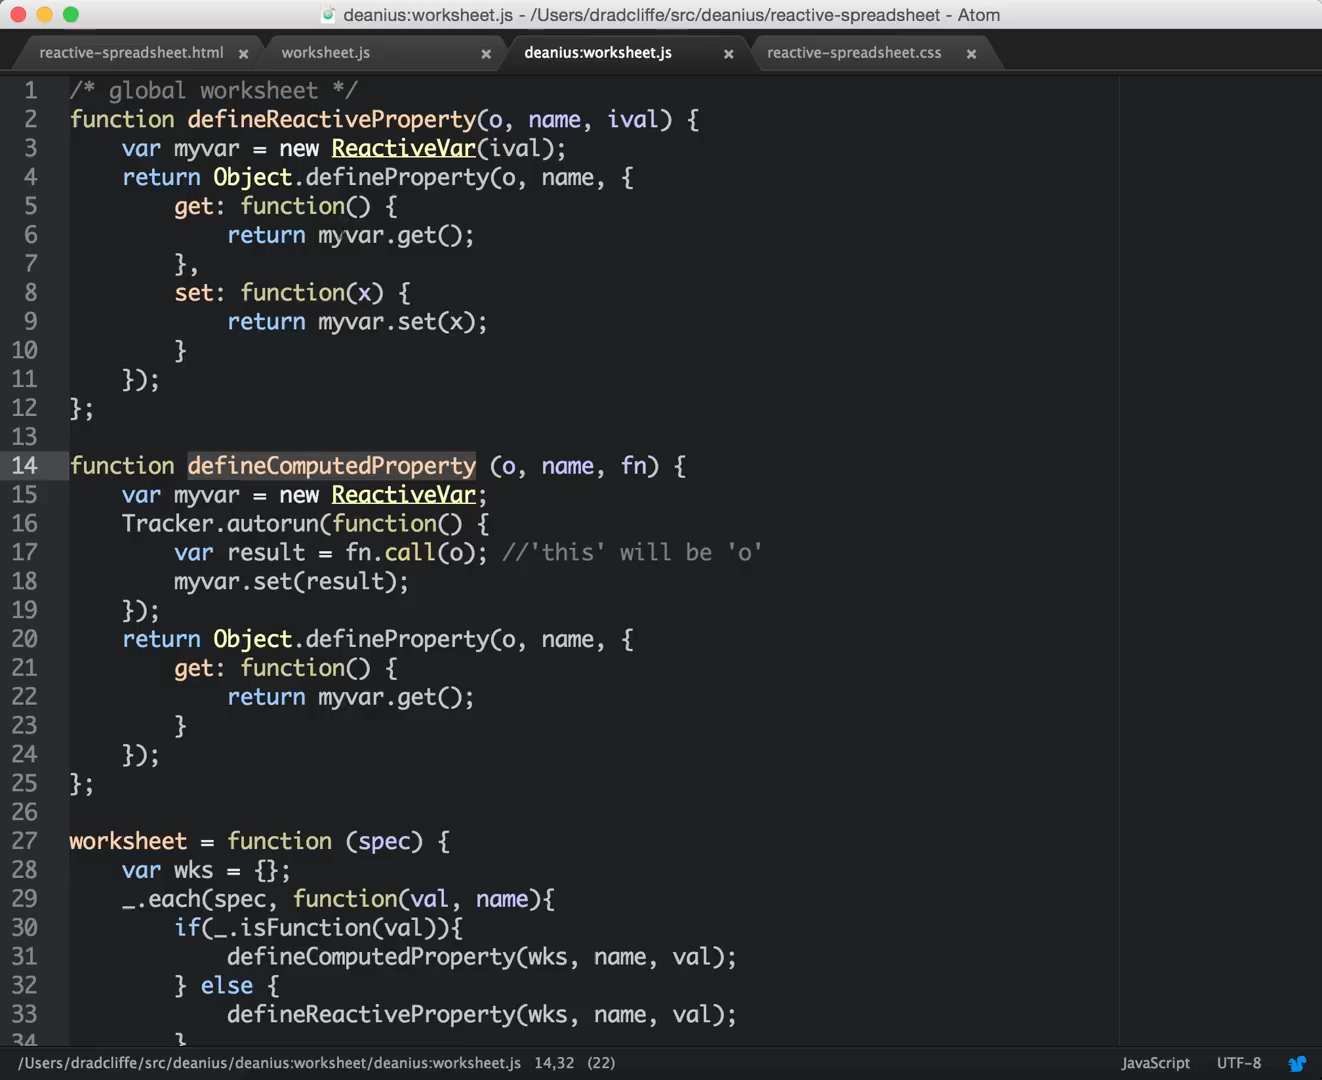 deanius:worksheet.js - /Users/dradcliffe/src/deanius/reactive-spreadsheet - Atom
reactive-spreadsheet.html × worksheet.js × deanius:worksheet.js × reactive-spreadsheet.css ×
1 /* global worksheet */
2 function defineReactiveProperty(o, name, ival) {
3     var myvar = new ReactiveVar(ival);
4     return Object.defineProperty(o, name, {
5         get: function() {
6             return myvar.get();
7         },
8         set: function(x) {
9             return myvar.set(x);
10         }
11     });
12 };
13
14 function defineComputedProperty (o, name, fn) {
15     var myvar = new ReactiveVar;
16     Tracker.autorun(function() {
17         var result = fn.call(o); //'this' will be 'o'
18         myvar.set(result);
19     });
20     return Object.defineProperty(o, name, {
21         get: function() {
22             return myvar.get();
23         }
24     });
25 };
26
27 worksheet = function (spec) {
28     var wks = {};
29     _.each(spec, function(val, name){
30         if(_.isFunction(val)){
31             defineComputedProperty(wks, name, val);
32         } else {
33             defineReactiveProperty(wks, name, val);
34         }
/Users/dradcliffe/src/deanius/deanius:worksheet/deanius:worksheet.js 14,32 (22) JavaScript UTF-8